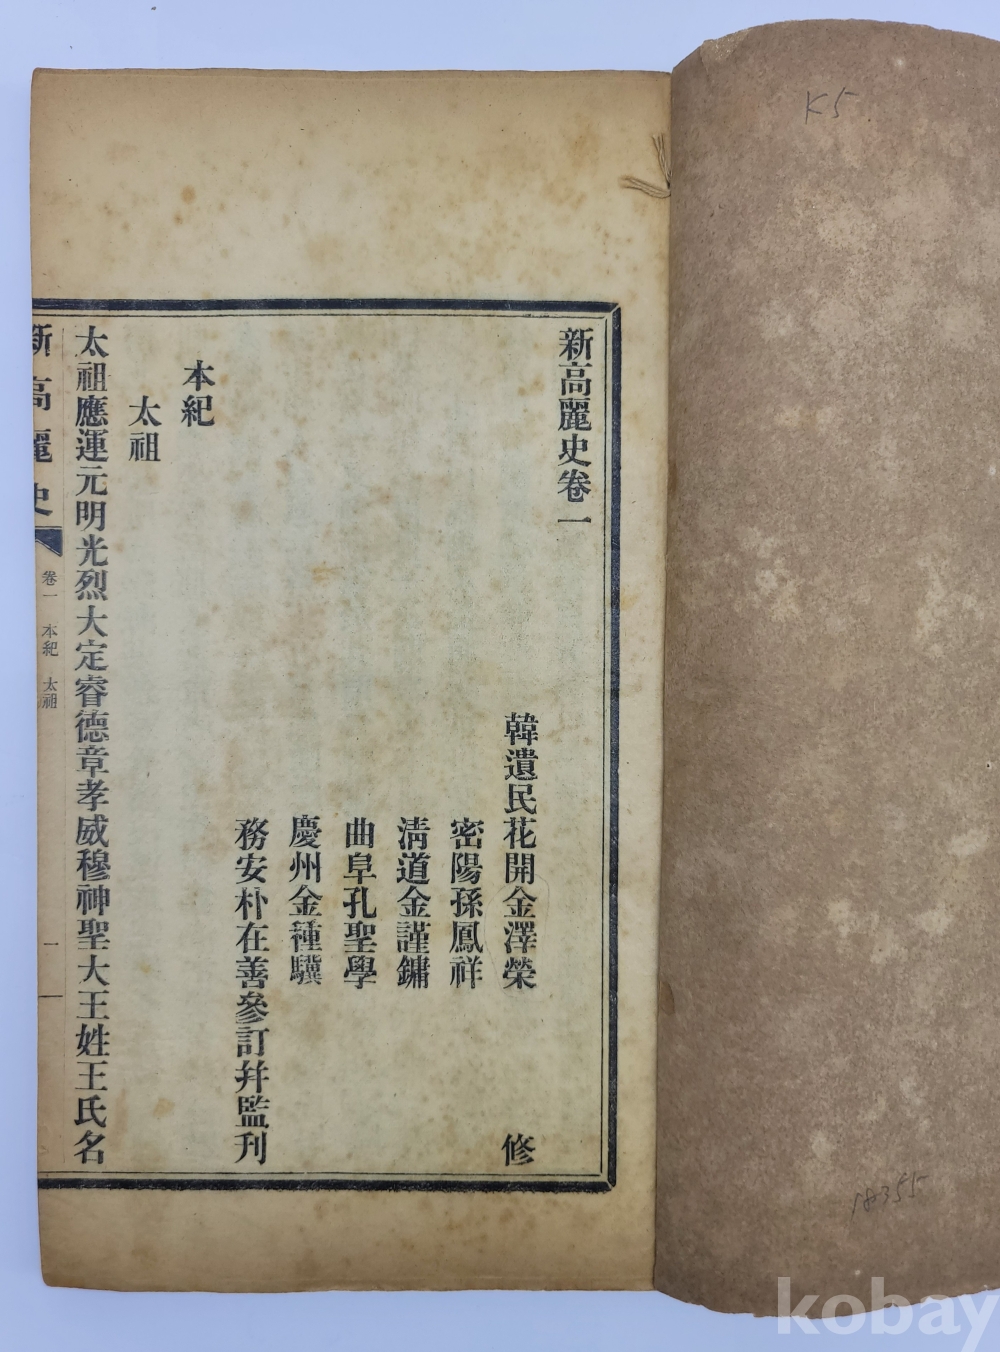 新高麗史卷一
韓遺民花開金澤榮 修
密陽孫鳳祥
淸道金謹鏞
曲阜孔聖學
慶州金種驥
務安朴在善參訂幷監刊
本紀
太祖
太祖應運元明光烈大定睿德章孝威穆神聖大王姓王氏名
新高麗史 卷一 本紀 太祖 一
K5
18355
kobay